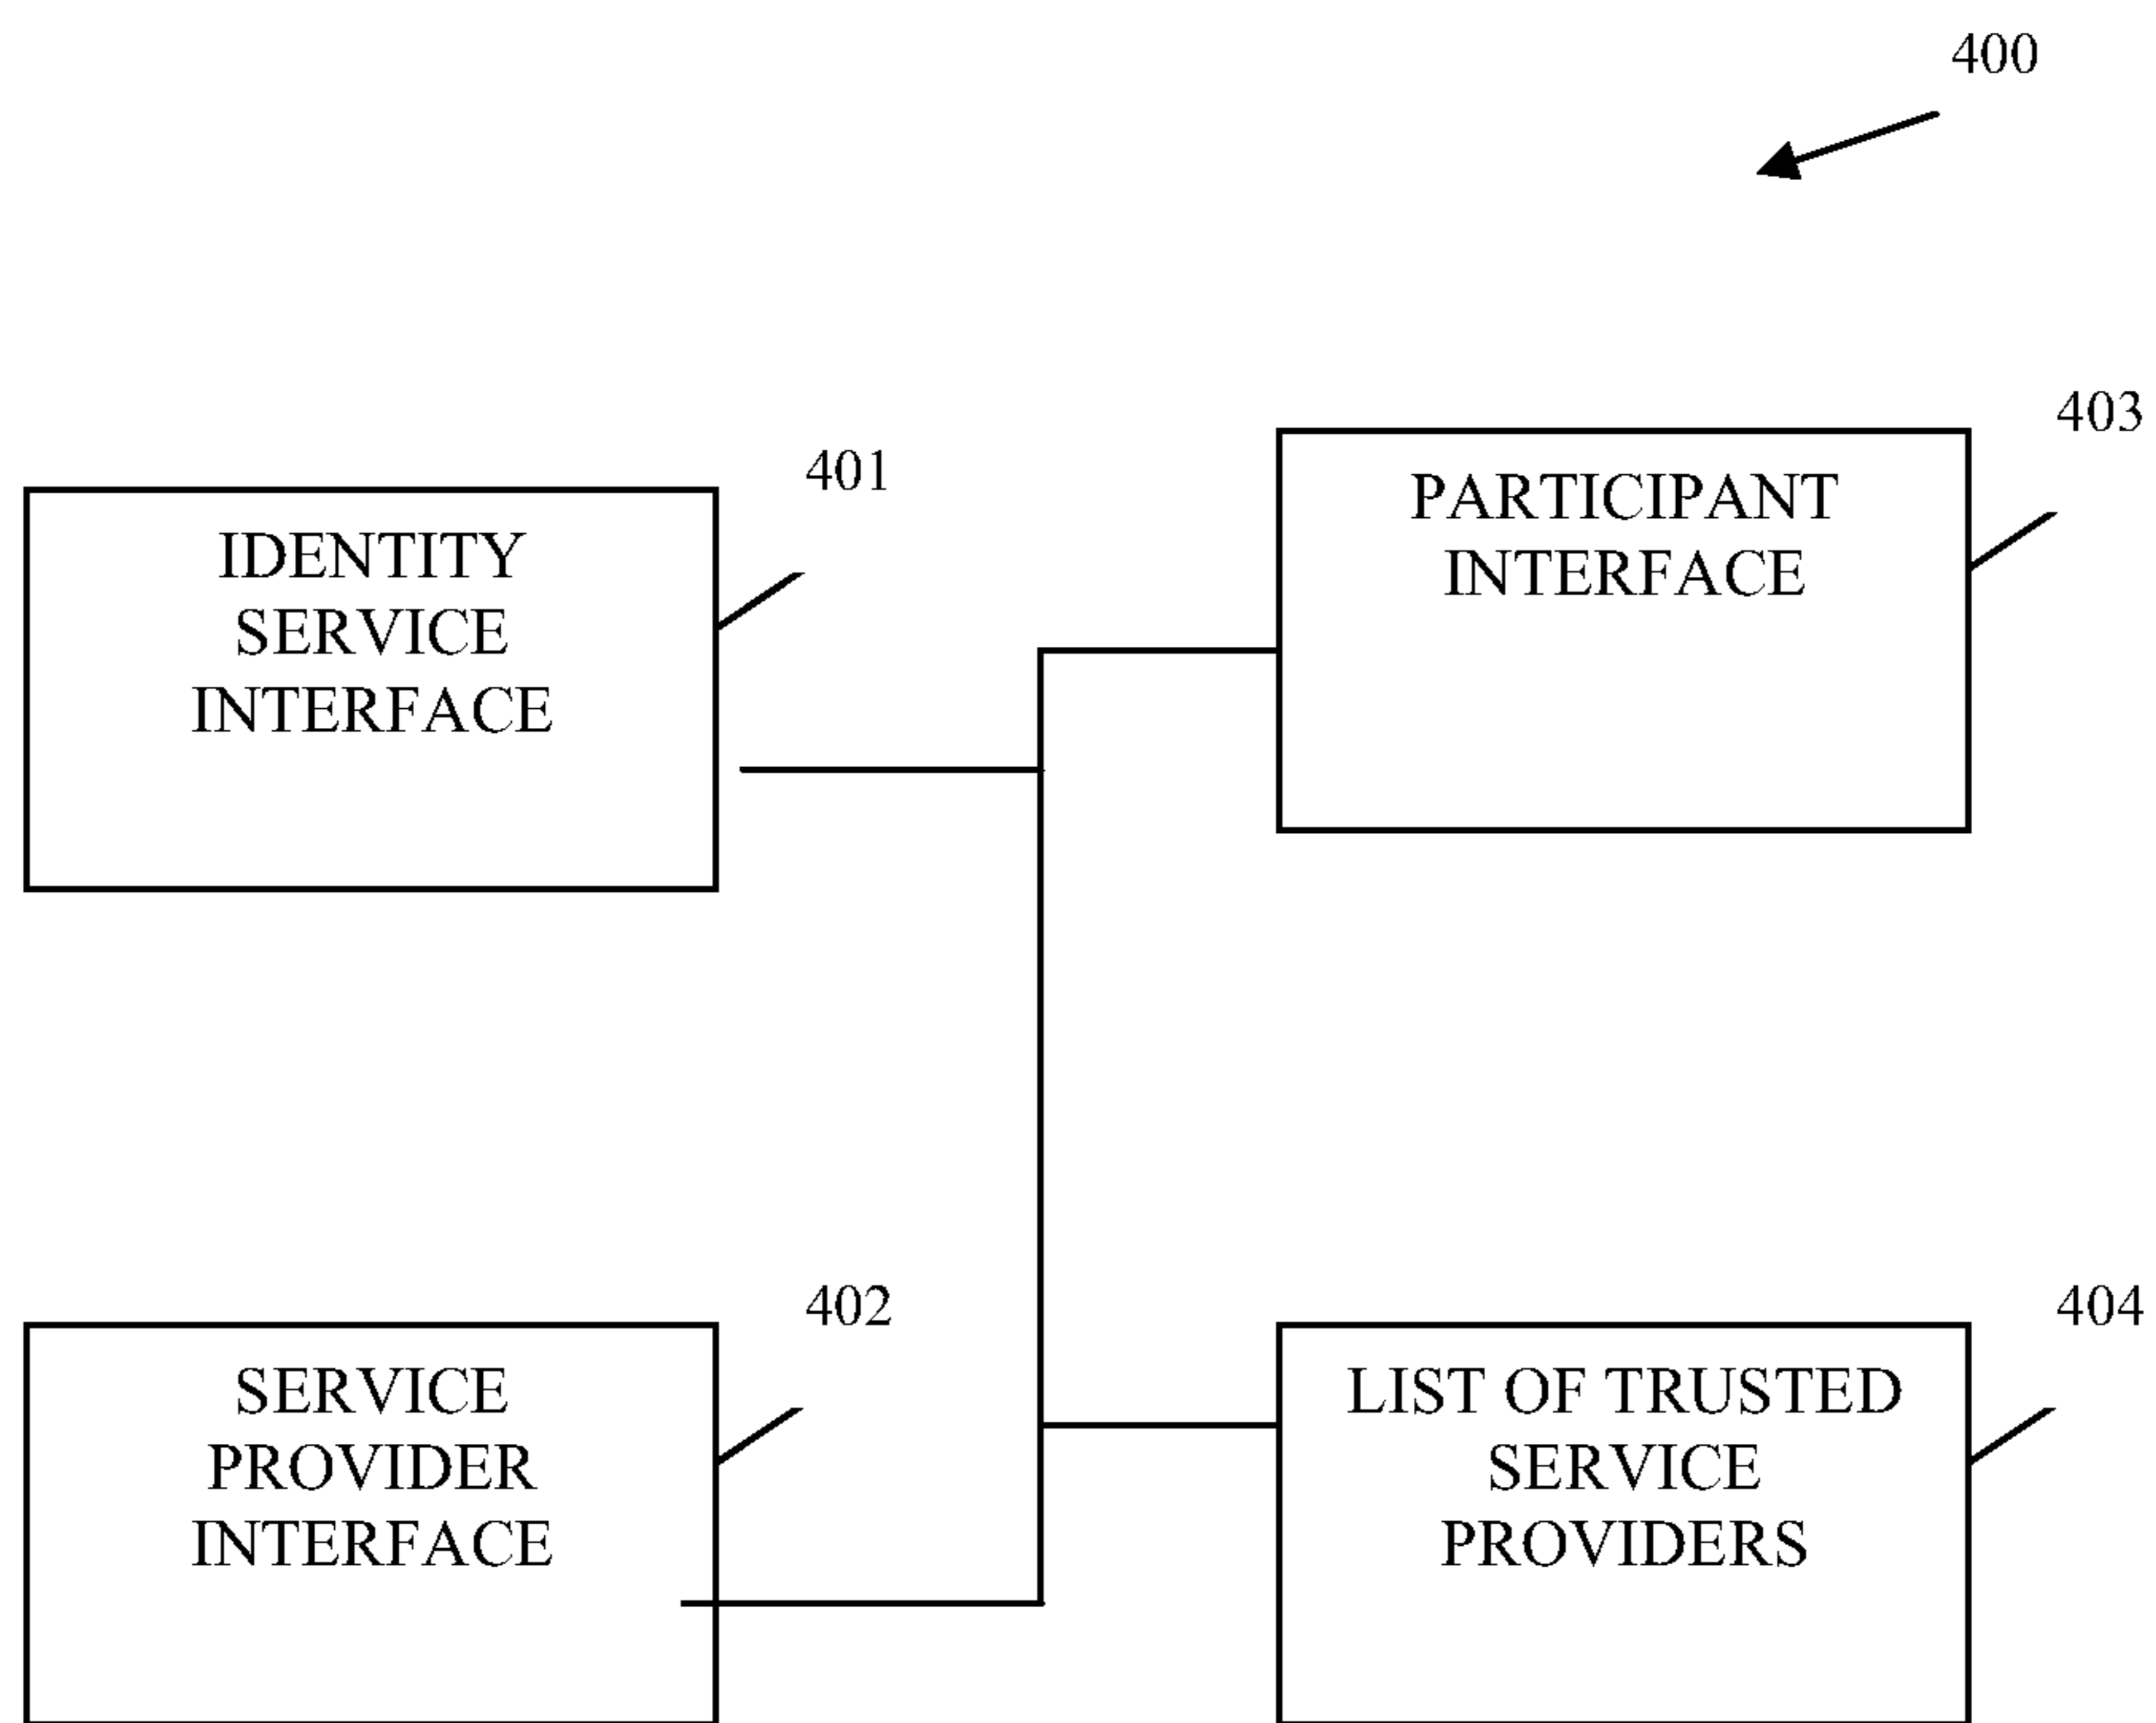 400
401
IDENTITY
SERVICE
INTERFACE
403
PARTICIPANT
INTERFACE
402
SERVICE
PROVIDER
INTERFACE
404
LIST OF TRUSTED
SERVICE
PROVIDERS